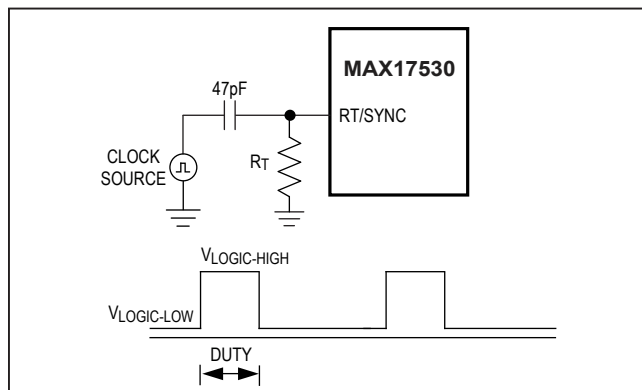 MAX17530
47pF
RT/SYNC
CLOCK
SOURCE
RT
VLOGIC-HIGH
VLOGIC-LOW
DUTY